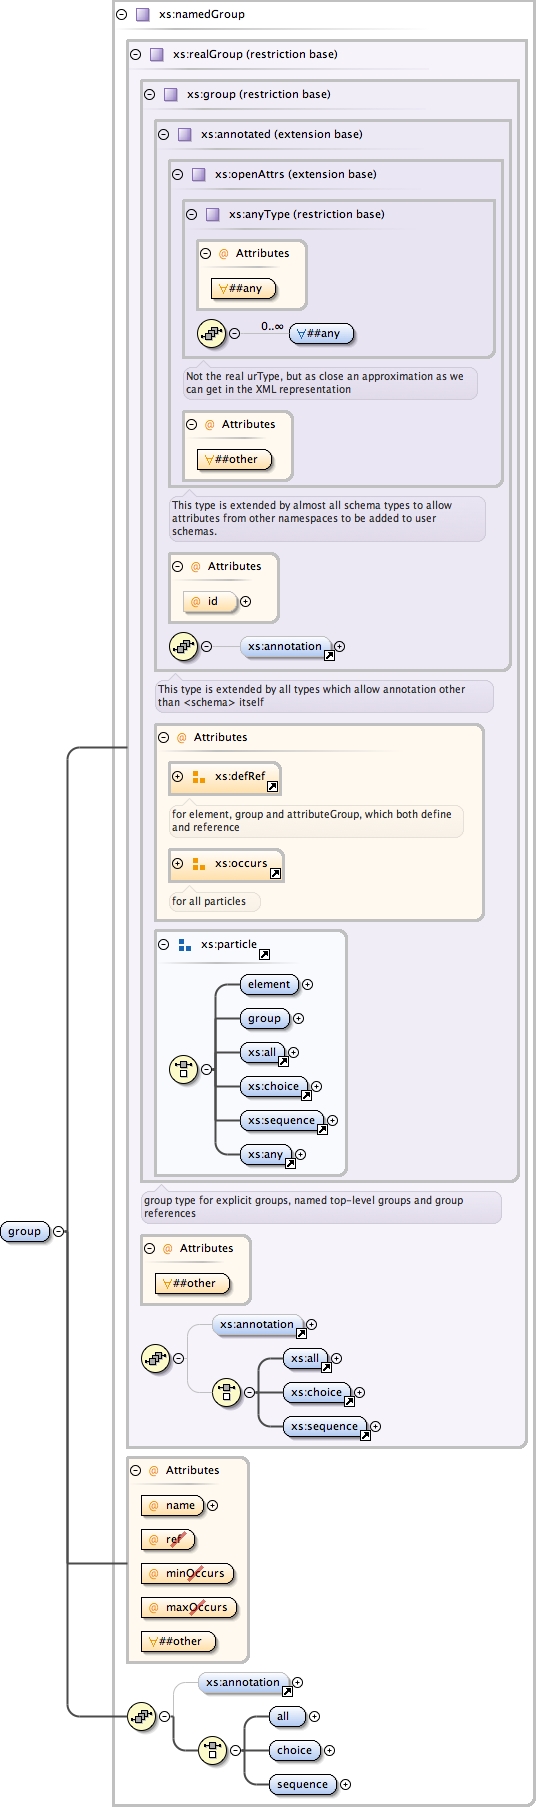 xs:namedGroup
xs:realGroup (restriction base)
xs:group (restriction base)
xs:annotated (extension base)
xs:openAttrs (extension base)
xs:anyType (restriction base)
@ Attributes
∀##any
0..∞
∀##any
Not the real urType, but as close an approximation as we
can get in the XML representation
@ Attributes
∀##other
This type is extended by almost all schema types to allow
attributes from other namespaces to be added to user
schemas.
@ Attributes
@ id
xs:annotation
This type is extended by all types which allow annotation other
than <schema> itself
@ Attributes
xs:defRef
for element, group and attributeGroup, which both define
and reference
xs:occurs
for all particles
xs:particle
element
group
xs:all
xs:choice
xs:sequence
xs:any
group type for explicit groups, named top-level groups and group
references
group
@ Attributes
∀##other
xs:annotation
xs:all
xs:choice
xs:sequence
@ Attributes
@ name
@ ref
@ minOccurs
@ maxOccurs
∀##other
xs:annotation
all
choice
sequence